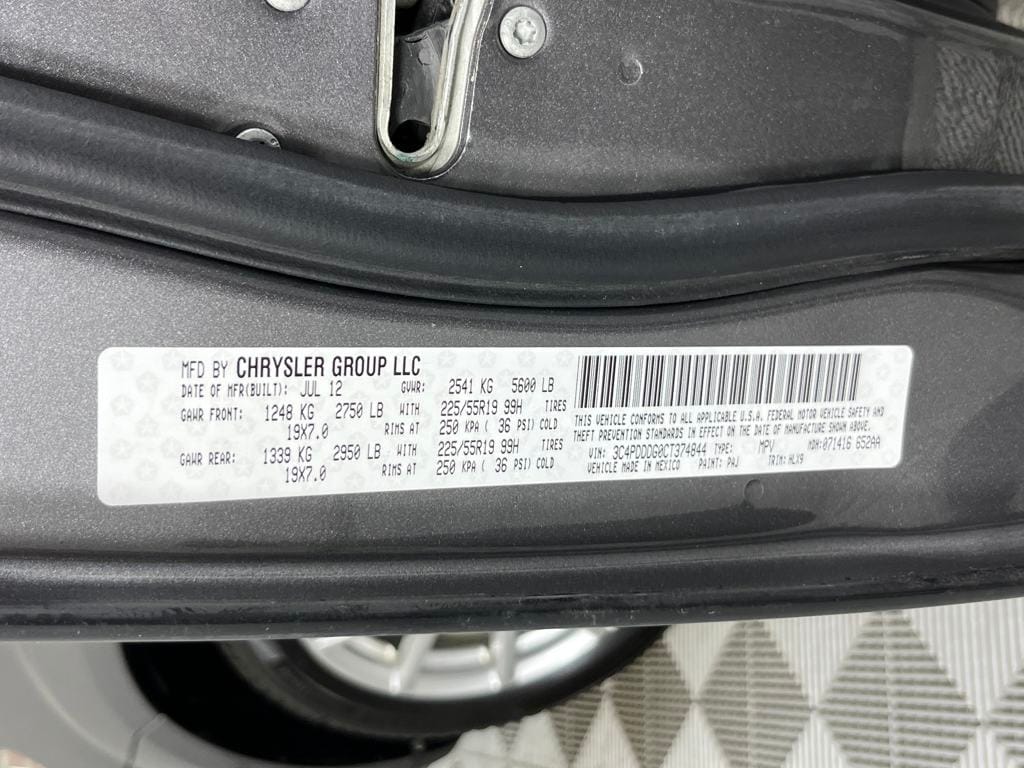 MFD BY CHRYSLER GROUP LLC
DATE OF MFR(BUILT): JUL 12 GVWR: 2541 KG 5600 LB
GAWR FRONT: 1248 KG 2750 LB WITH 225/55R19 99H TIRES
19X7.0 RIMS AT 250 KPA ( 36 PSI) COLD
GAWR REAR: 1339 KG 2950 LB WITH 225/55R19 99H TIRES
19X7.0 RIMS AT 250 KPA ( 36 PSI) COLD
THIS VEHICLE CONFORMS TO ALL APPLICABLE U.S.A. FEDERAL MOTOR VEHICLE SAFETY AND
THEFT PREVENTION STANDARDS IN EFFECT ON THE DATE OF MANUFACTURE SHOWN ABOVE.
VIN: 3C4PDDDG0CT374844 TYPE: MPV MDH: 071416 652AA
VEHICLE MADE IN MEXICO PAINT: PAJ TRIM: HLX9